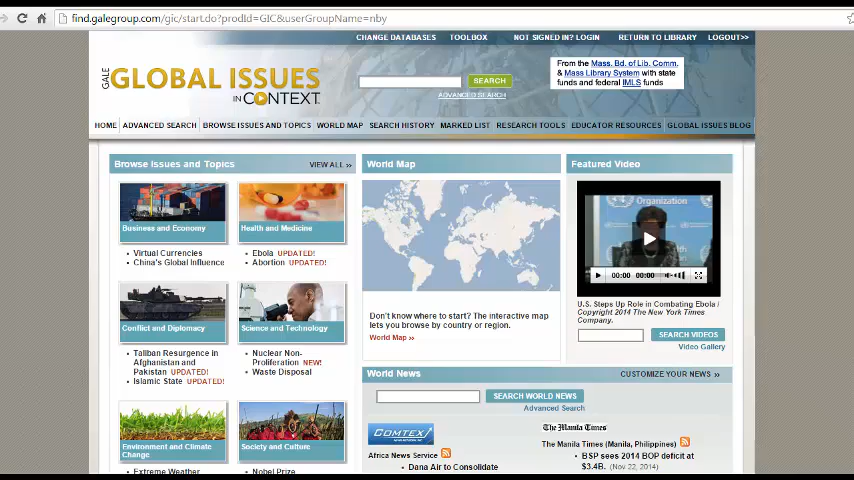 find.galegroup.com/gic/start.do?prodId=GIC&userGroupName=nby
CHANGE DATABASES TOOLBOX NOT SIGNED IN? LOGIN RETURN TO LIBRARY LOGOUT>>
GALE
GLOBAL ISSUES
IN CONTEXT
SEARCH
ADVANCED SEARCH
From the Mass. Bd. of Lib. Comm.
& Mass Library System with state
funds and federal IMLS funds
HOME ADVANCED SEARCH BROWSE ISSUES AND TOPICS WORLD MAP SEARCH HISTORY MARKED LIST RESEARCH TOOLS EDUCATOR RESOURCES GLOBAL ISSUES BLOG
Browse Issues and Topics VIEW ALL >>
Business and Economy
• Virtual Currencies
• China's Global Influence
Health and Medicine
• Ebola UPDATED!
• Abortion UPDATED!
Conflict and Diplomacy
• Taliban Resurgence in
Afghanistan and
Pakistan UPDATED!
• Islamic State UPDATED!
Science and Technology
• Nuclear Non-
Proliferation NEW!
• Waste Disposal
Environment and Climate
Change
• Extreme Weather
Society and Culture
• Nobel Prize
World Map
Don't know where to start? The interactive map
lets you browse by country or region.
World Map >>
Featured Video
Organization
00:00 00:00
U.S. Steps Up Role in Combating Ebola /
Copyright 2014 The New York Times
Company.
SEARCH VIDEOS
Video Gallery
World News CUSTOMIZE YOUR NEWS >>
SEARCH WORLD NEWS
Advanced Search
COMTEX
Africa News Service
• Dana Air to Consolidate
The Manila Times
The Manila Times (Manila, Philippines)
• BSP sees 2014 BOP deficit at
$3.4B. (Nov 22, 2014)